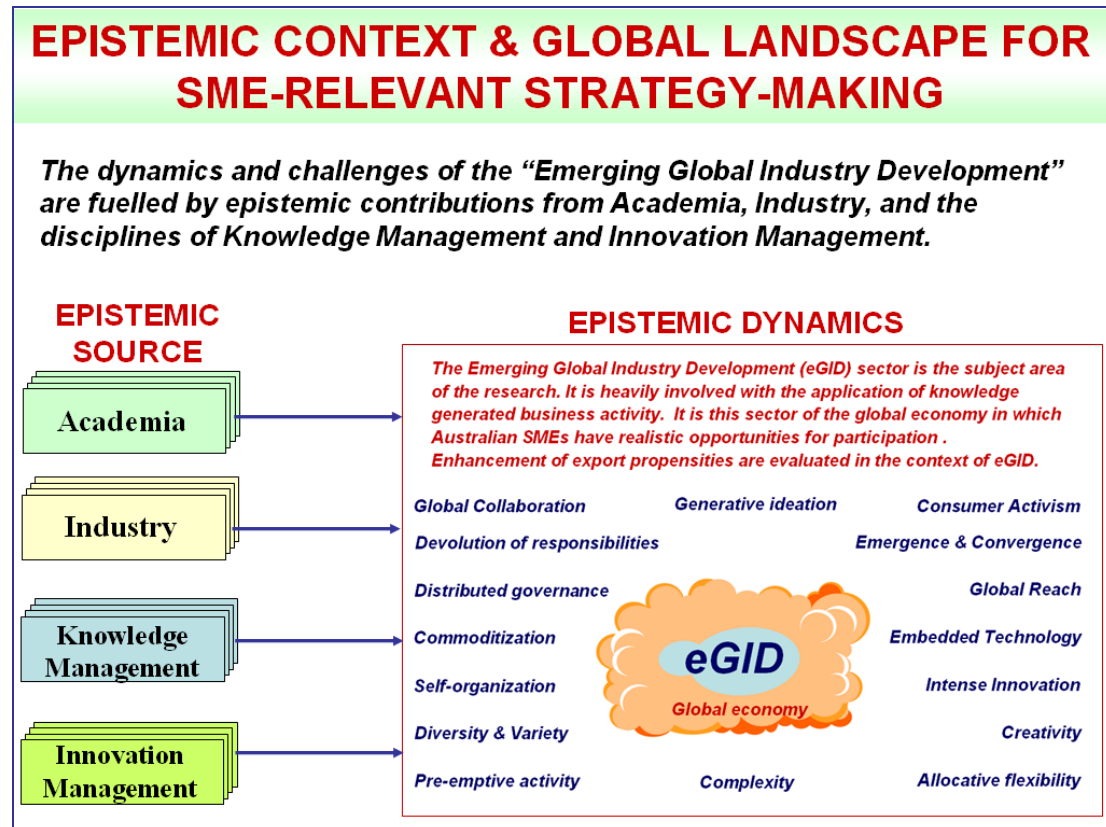 EPISTEMIC CONTEXT & GLOBAL LANDSCAPE FOR
SME-RELEVANT STRATEGY-MAKING
The dynamics and challenges of the “Emerging Global Industry Development”
are fuelled by epistemic contributions from Academia, Industry, and the
disciplines of Knowledge Management and Innovation Management.
EPISTEMIC
SOURCE
Academia
Industry
Knowledge
Management
Innovation
Management
EPISTEMIC DYNAMICS
The Emerging Global Industry Development (eGID) sector is the subject area
of the research. It is heavily involved with the application of knowledge
generated business activity.  It is this sector of the global economy in which
Australian SMEs have realistic opportunities for participation .
Enhancement of export propensities are evaluated in the context of eGID.
Global Collaboration
Generative ideation
Consumer Activism
Devolution of responsibilities
Emergence & Convergence
Distributed governance
Global Reach
Commoditization
Embedded Technology
eGID
Self-organization
Intense Innovation
Global economy
Diversity & Variety
Creativity
Pre-emptive activity
Complexity
Allocative flexibility